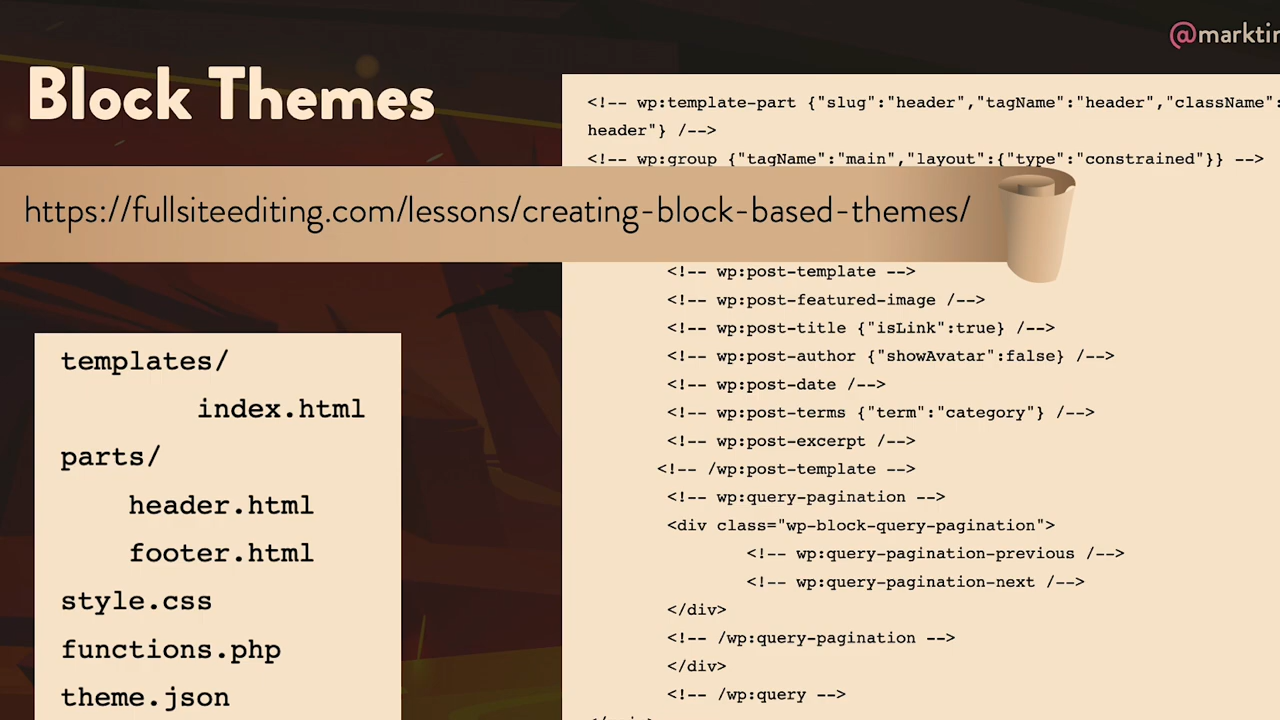 @marktim
Block Themes
https://fullsiteediting.com/lessons/creating-block-based-themes/
templates/
index.html
parts/
header.html
footer.html
style.css
functions.php
theme.json
<!-- wp:template-part {"slug":"header","tagName":"header","className":
header"} /-->
<!-- wp:group {"tagName":"main","layout":{"type":"constrained"}} -->
<!-- wp:post-template -->
<!-- wp:post-featured-image /-->
<!-- wp:post-title {"isLink":true} /-->
<!-- wp:post-author {"showAvatar":false} /-->
<!-- wp:post-date /-->
<!-- wp:post-terms {"term":"category"} /-->
<!-- wp:post-excerpt /-->
<!-- /wp:post-template -->
<!-- wp:query-pagination -->
<div class="wp-block-query-pagination">
<!-- wp:query-pagination-previous /-->
<!-- wp:query-pagination-next /-->
</div>
<!-- /wp:query-pagination -->
</div>
<!-- /wp:query -->